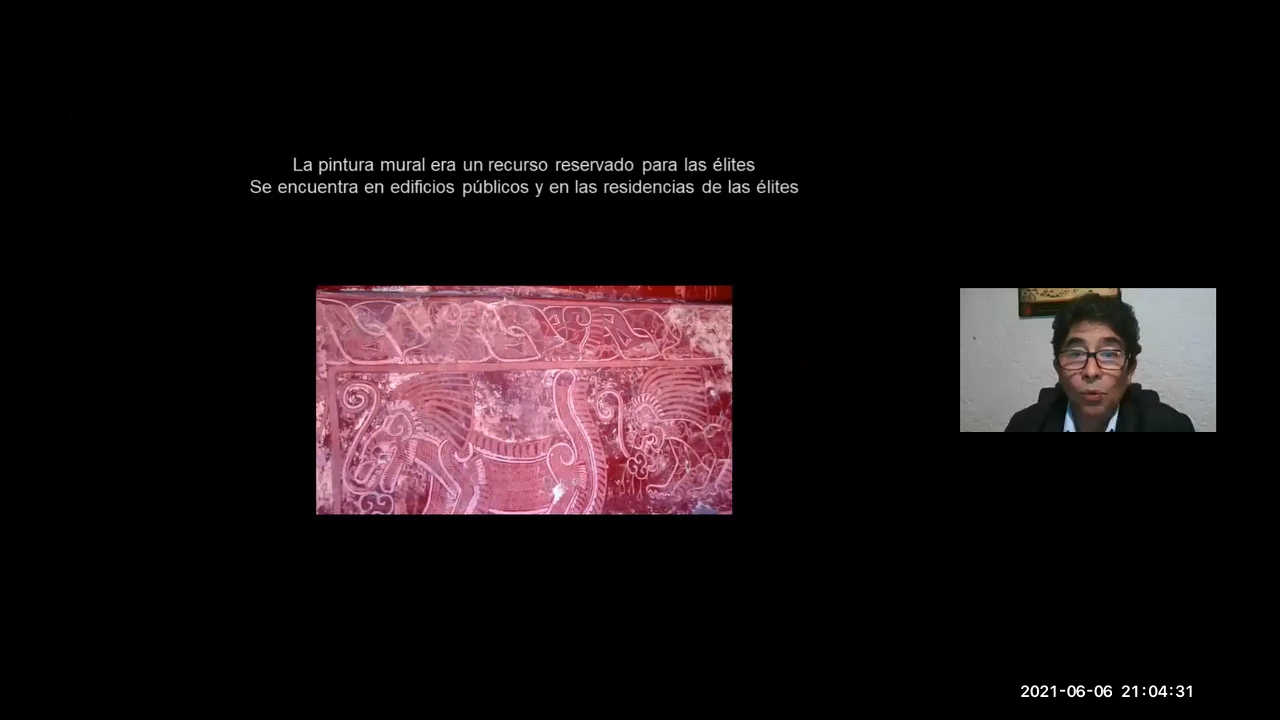 La pintura mural era un recurso reservado para las élites
Se encuentra en edificios públicos y en las residencias de las élites
2021-06-06 21:04:31